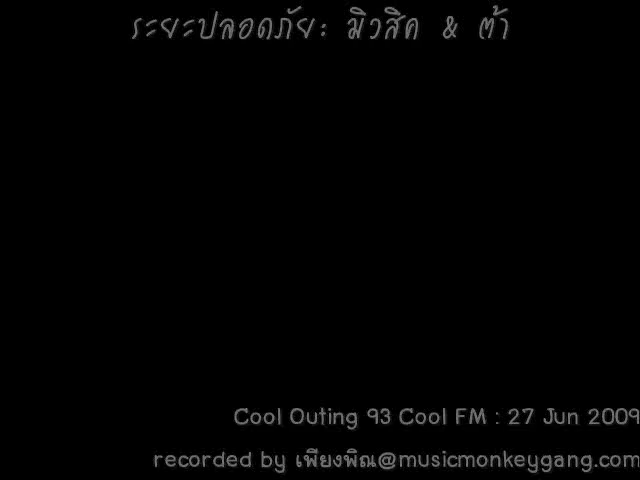 ระยะปลอดภัย: มิวสิค & ต้า
Cool Outing 93 Cool FM : 27 Jun 2009
recorded by เพียงพิณ@musicmonkeygang.com